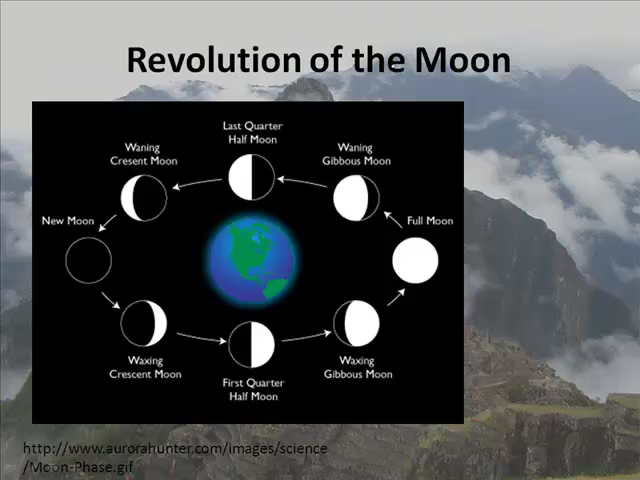 Revolution of the Moon
Last Quarter
Half Moon
Waning
Cresent Moon
Waning
Gibbous Moon
New Moon
Full Moon
Waxing
Crescent Moon
First Quarter
Half Moon
Waxing
Gibbous Moon
http://www.aurorahunter.com/images/science
/Moon-Phase.gif